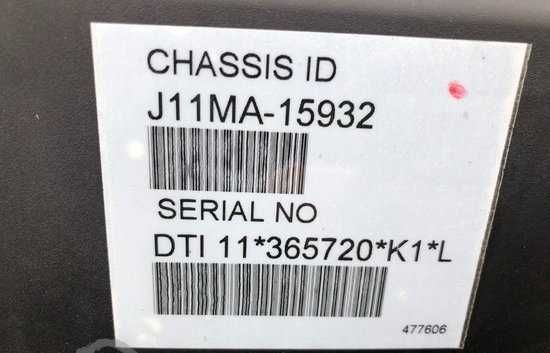 CHASSIS ID
J11MA-15932
SERIAL NO
DTI 11*365720*K1*L
477606